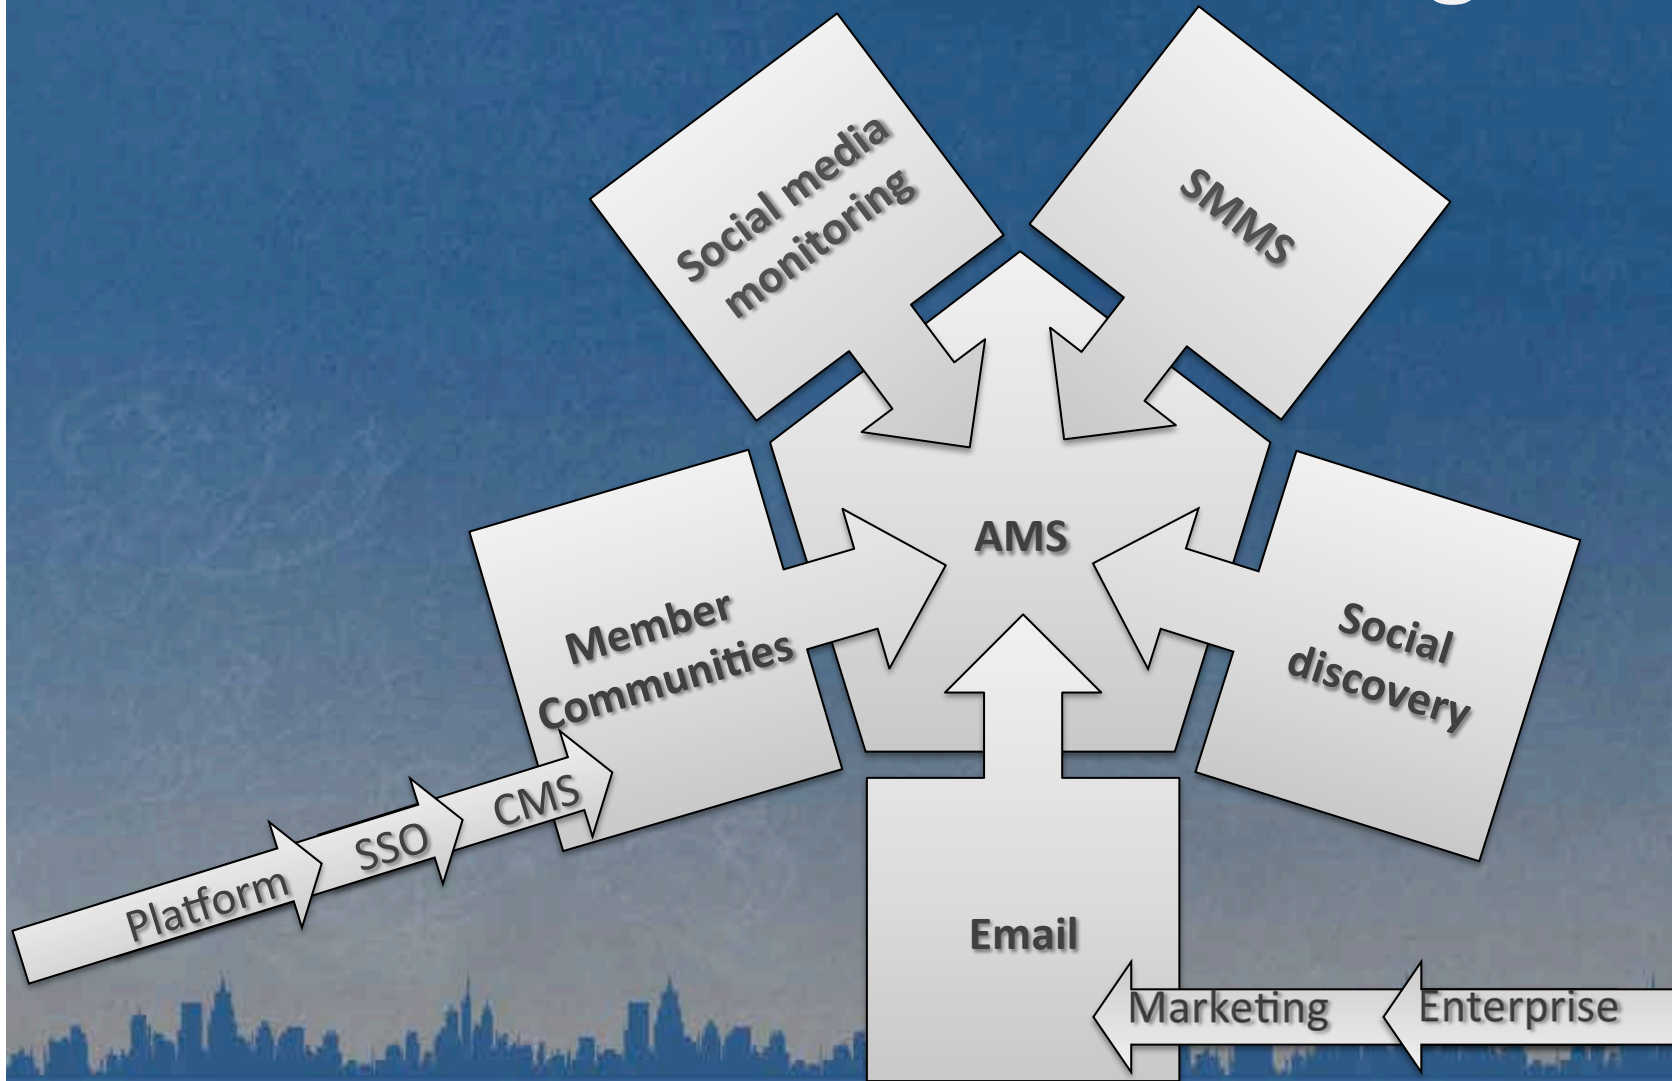 Social media
monitoring
SMMS
AMS
Member
Communities
Social
discovery
CMS
SSO
Platform
Email
Marketing
Enterprise